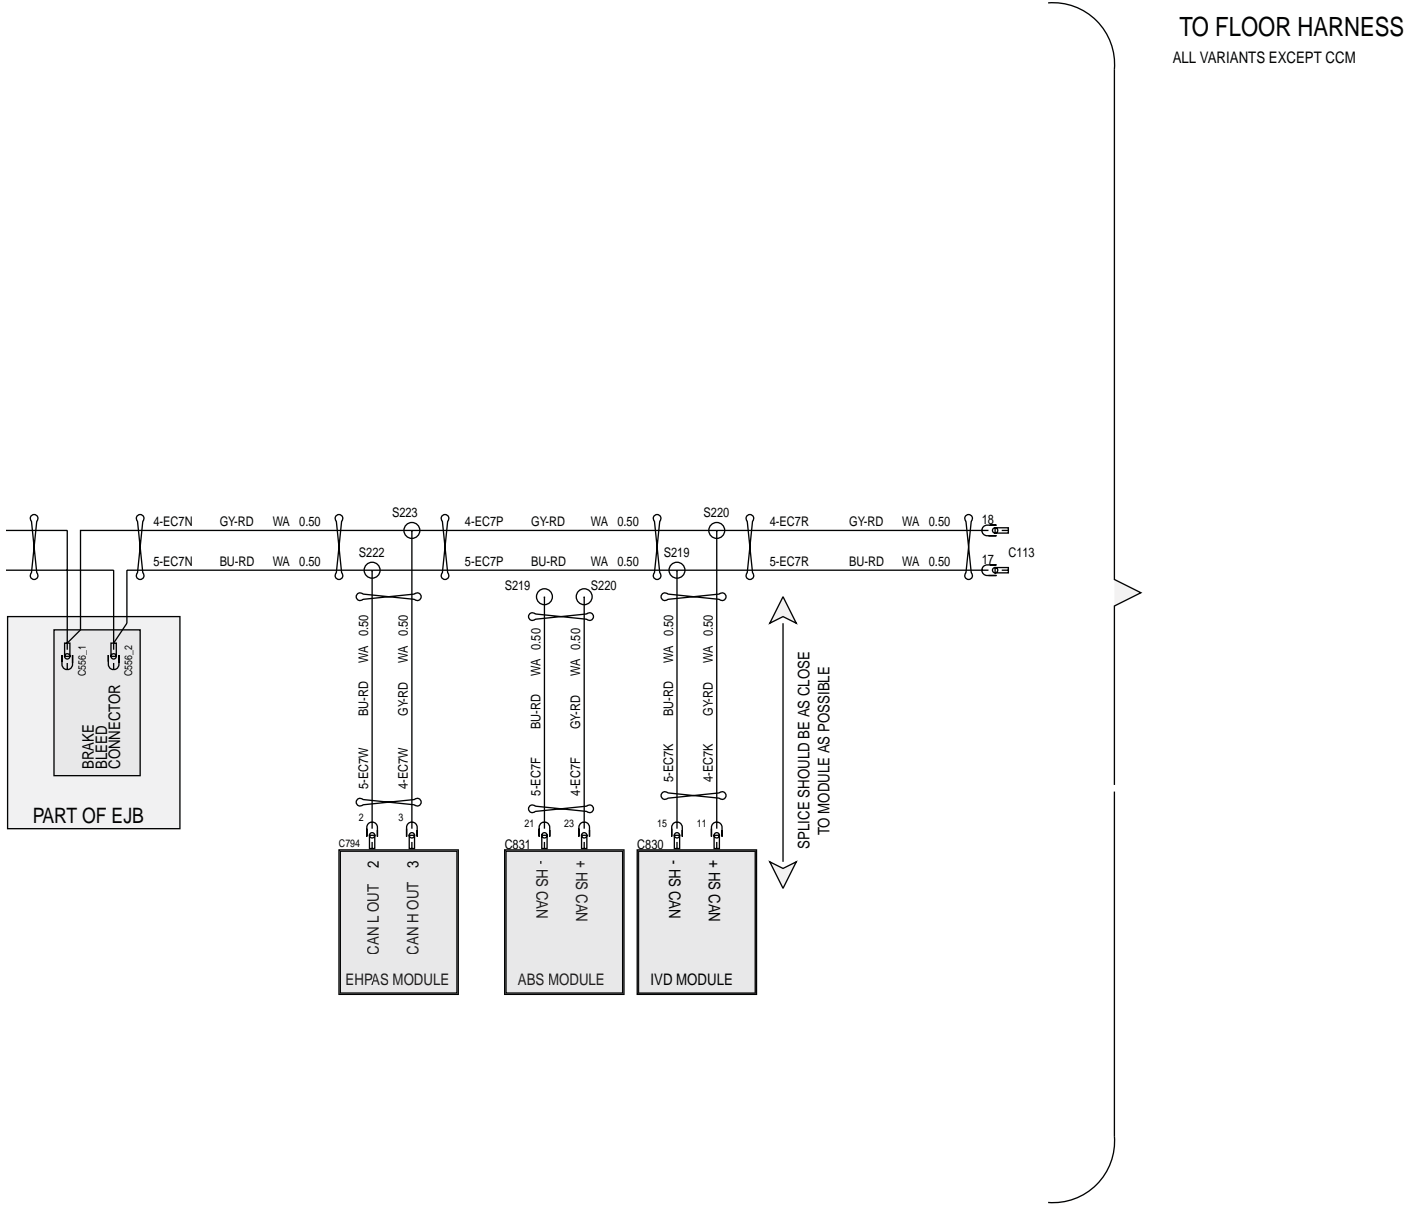 TO FLOOR HARNESS
ALL VARIANTS EXCEPT CCM
S223
S220
4-EC7N GY-RD WA 0.50
4-EC7P GY-RD WA 0.50
4-EC7R GY-RD WA 0.50
18
S222
S219
C113
5-EC7N BU-RD WA 0.50
5-EC7P BU-RD WA 0.50
5-EC7R BU-RD WA 0.50
17
S219
S220
C556_1
C556_2
BRAKE
BLEED
CONNECTOR
PART OF EJB
5-EC7W BU-RD WA 0.50
4-EC7W GY-RD WA 0.50
5-EC7F BU-RD WA 0.50
4-EC7F GY-RD WA 0.50
5-EC7K BU-RD WA 0.50
4-EC7K GY-RD WA 0.50
SPLICE SHOULD BE AS CLOSE
TO MODULE AS POSSIBLE
2
3
21
23
15
11
C794
C831
C830
CAN L OUT 2
CAN H OUT 3
- HS CAN
+ HS CAN
- HS CAN
+ HS CAN
EHPAS MODULE
ABS MODULE
IVD MODULE